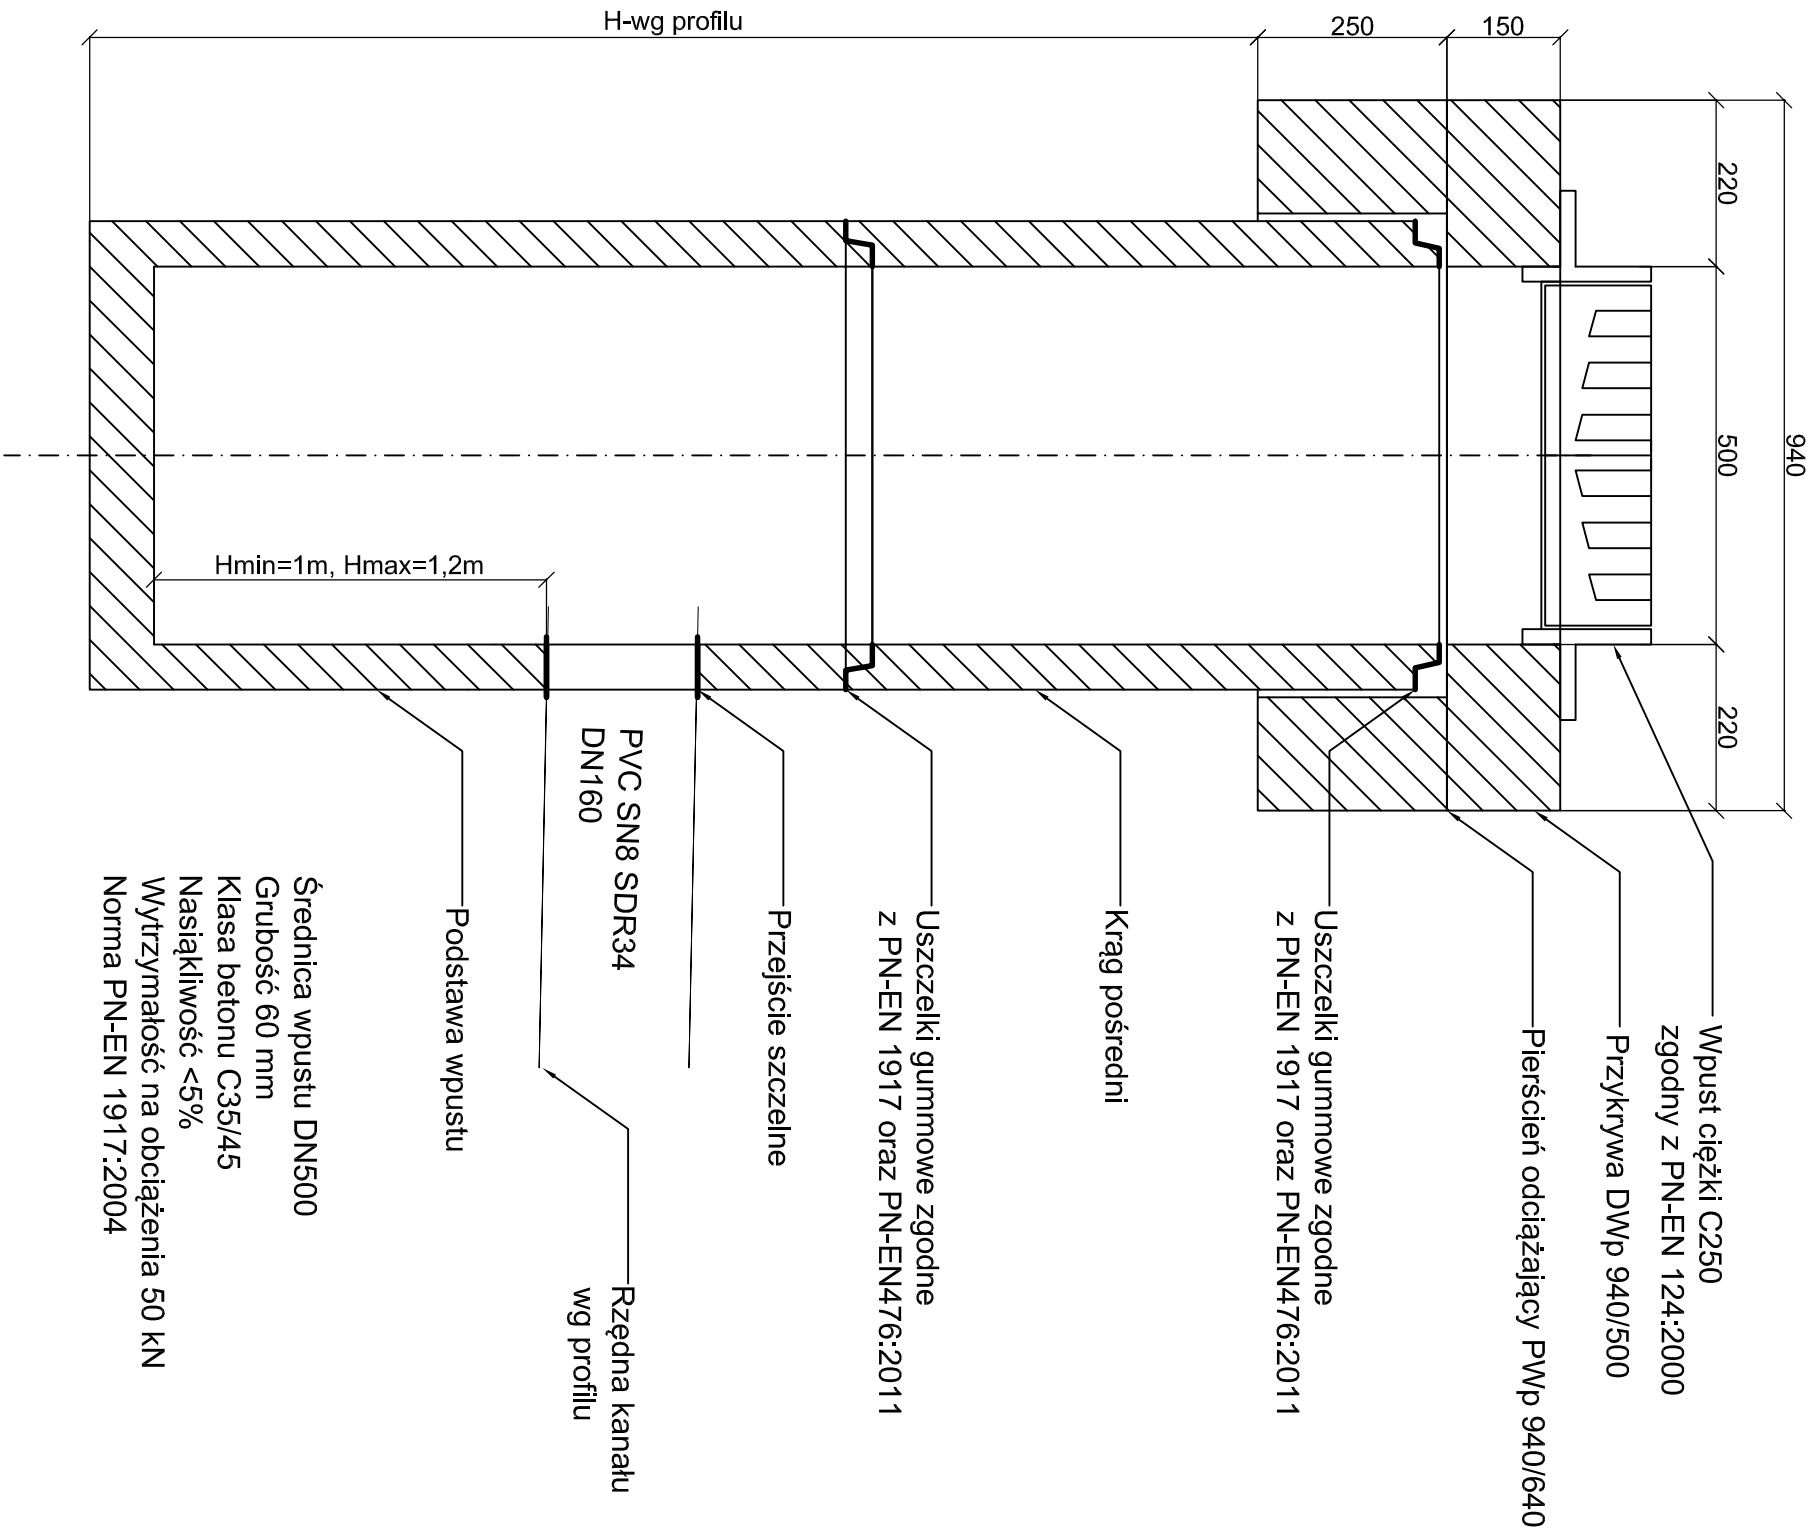 H-wg profilu
250
150
940
220
500
220
Hmin=1m, Hmax=1,2m
Wpust ciężki C250
zgodny z PN-EN 124:2000
Przykrywa DWp 940/500
Pierścień odciążający PWp 940/640
Uszczelki gummowe zgodne
z PN-EN 1917 oraz PN-EN476:2011
Krąg pośredni
Uszczelki gummowe zgodne
z PN-EN 1917 oraz PN-EN476:2011
Przejście szczelne
PVC SN8 SDR34
DN160
Rzędna kanału
wg profilu
Podstawa wpustu
Średnica wpustu DN500
Grubość 60 mm
Klasa betonu C35/45
Nasiąkliwość <5%
Wytrzymałość na obciążenia 50 kN
Norma PN-EN 1917:2004